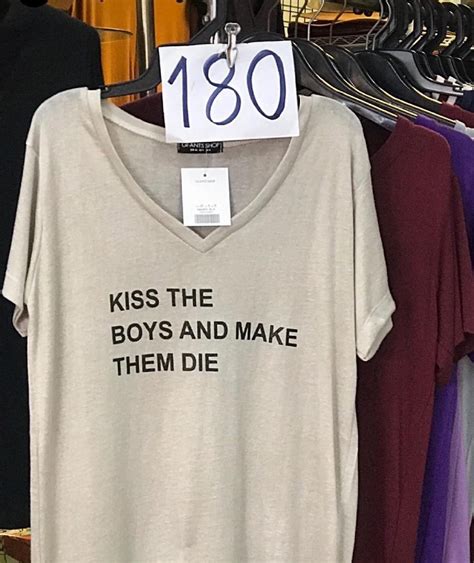 180
KISS THE
BOYS AND MAKE
THEM DIE